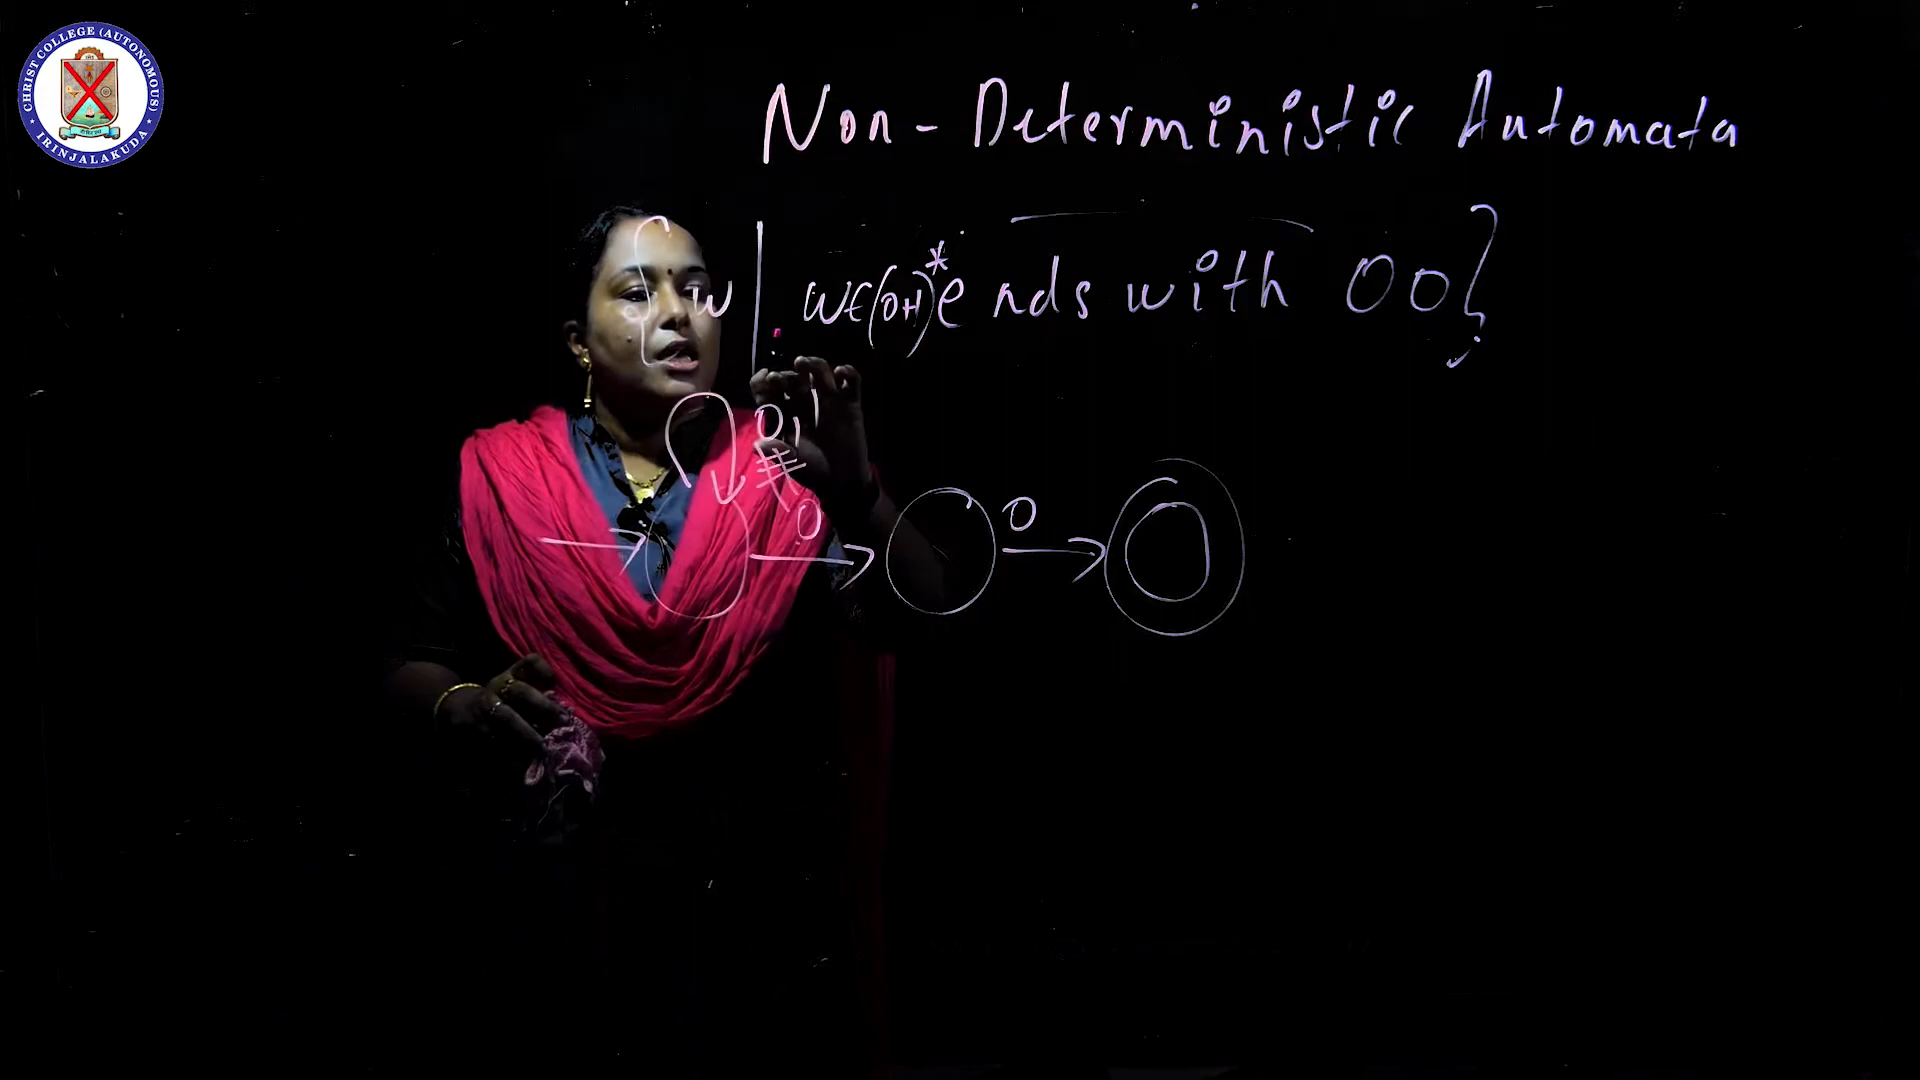 CHRIST COLLEGE (AUTONOMOUS)
IRINJALAKUDA
Non-Deterministic Automata
{ w | w∈(0+1)* ends with 00}
0,1
0
0